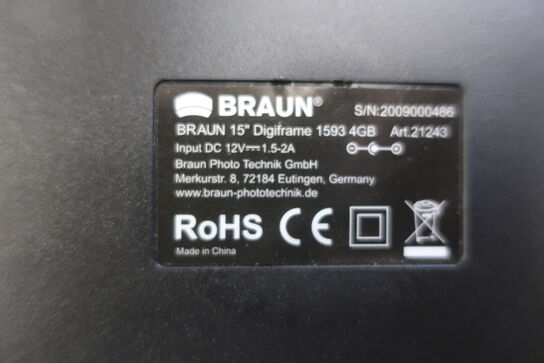 BRAUN®
S/N:2009000486
BRAUN 15" Digiframe 1593 4GB Art.21243
Input DC 12V⎓1.5-2A
Braun Photo Technik GmbH
Merkurstr. 8, 72184 Eutingen, Germany
www.braun-phototechnik.de
RoHS CE
Made in China